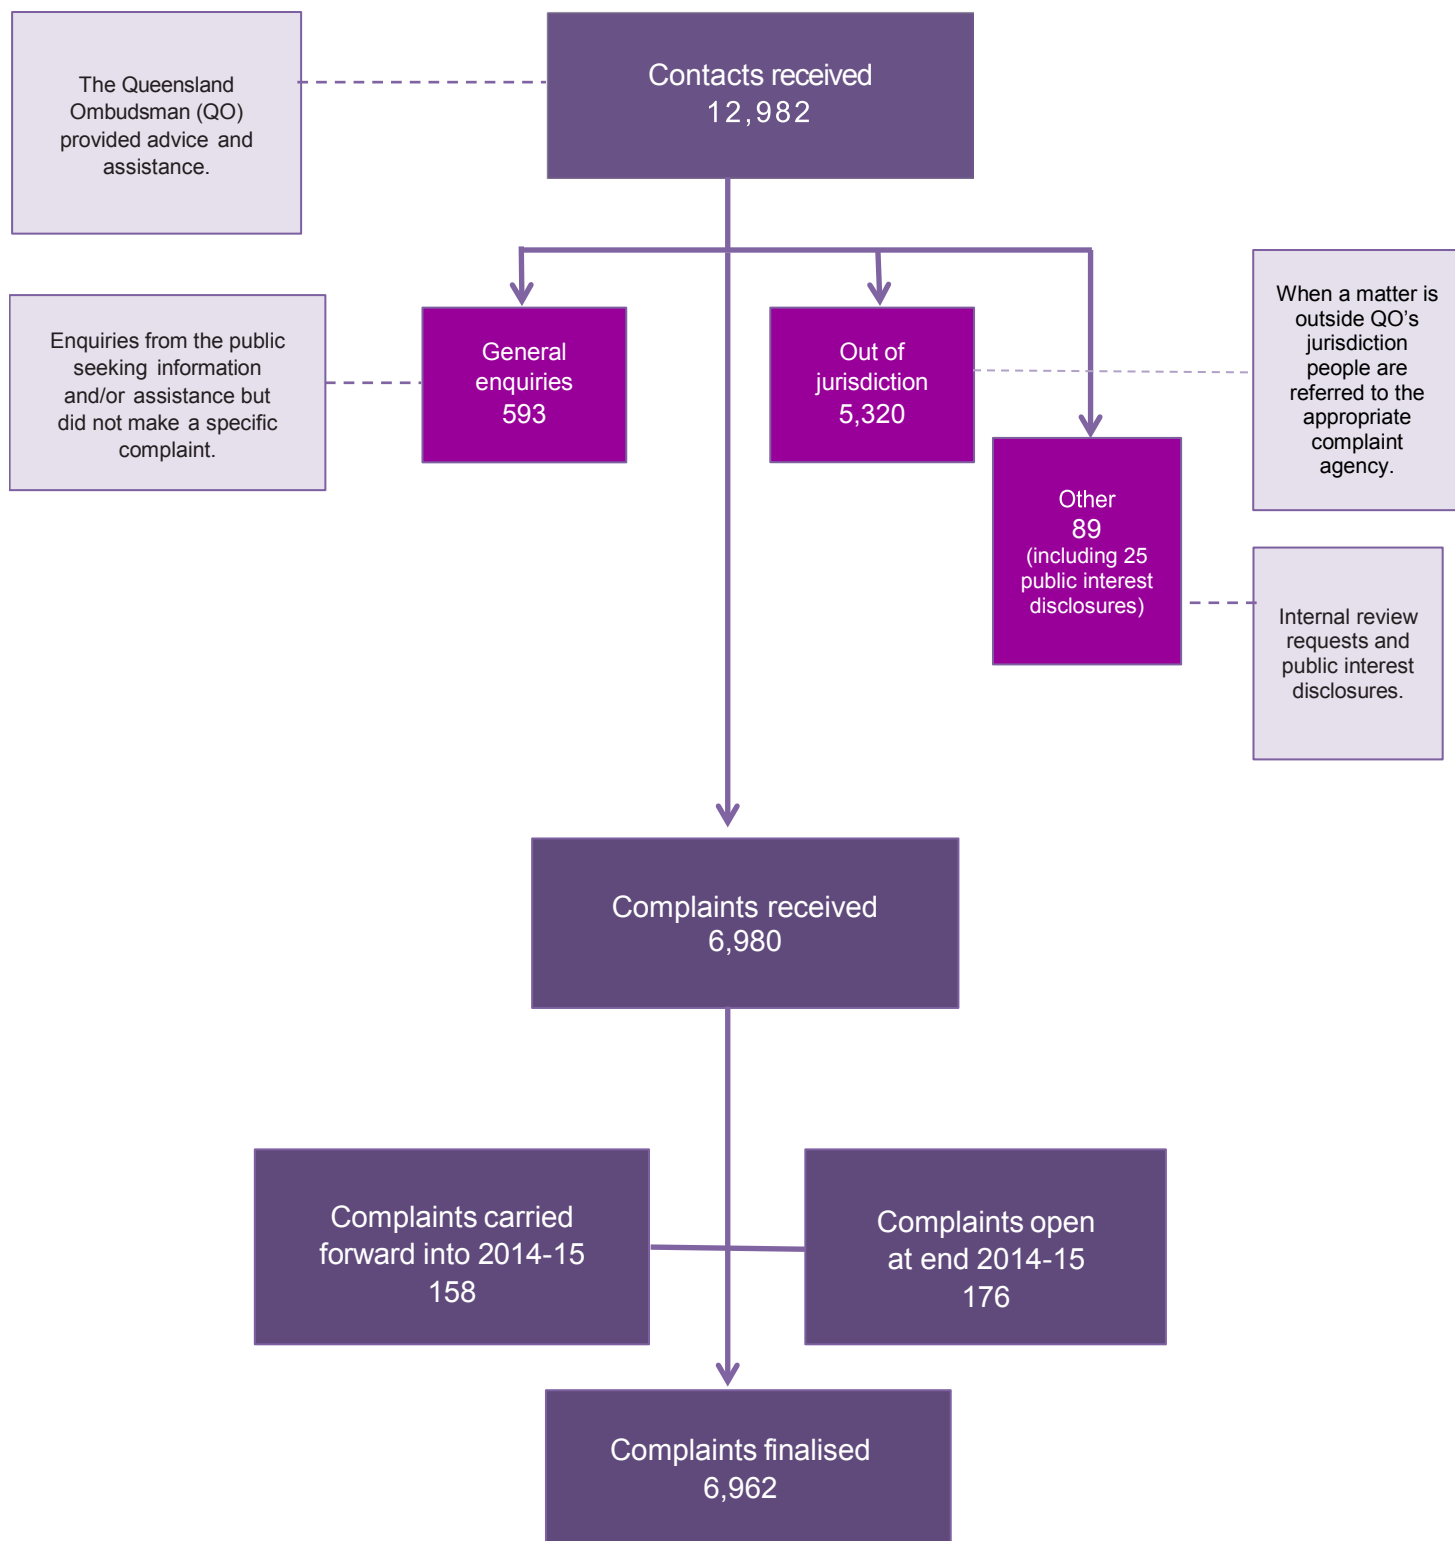 The Queensland
Ombudsman (QO)
provided advice and
assistance.
Contacts received
12,982
Enquiries from the public
seeking information
and/or assistance but
did not make a specific
complaint.
General
enquiries
593
Out of
jurisdiction
5,320
When a matter is
outside QO’s
jurisdiction
people are
referred to the
appropriate
complaint
agency.
Other
89
(including 25
public interest
disclosures)
Internal review
requests and
public interest
disclosures.
Complaints received
6,980
Complaints carried
forward into 2014-15
158
Complaints open
at end 2014-15
176
Complaints finalised
6,962